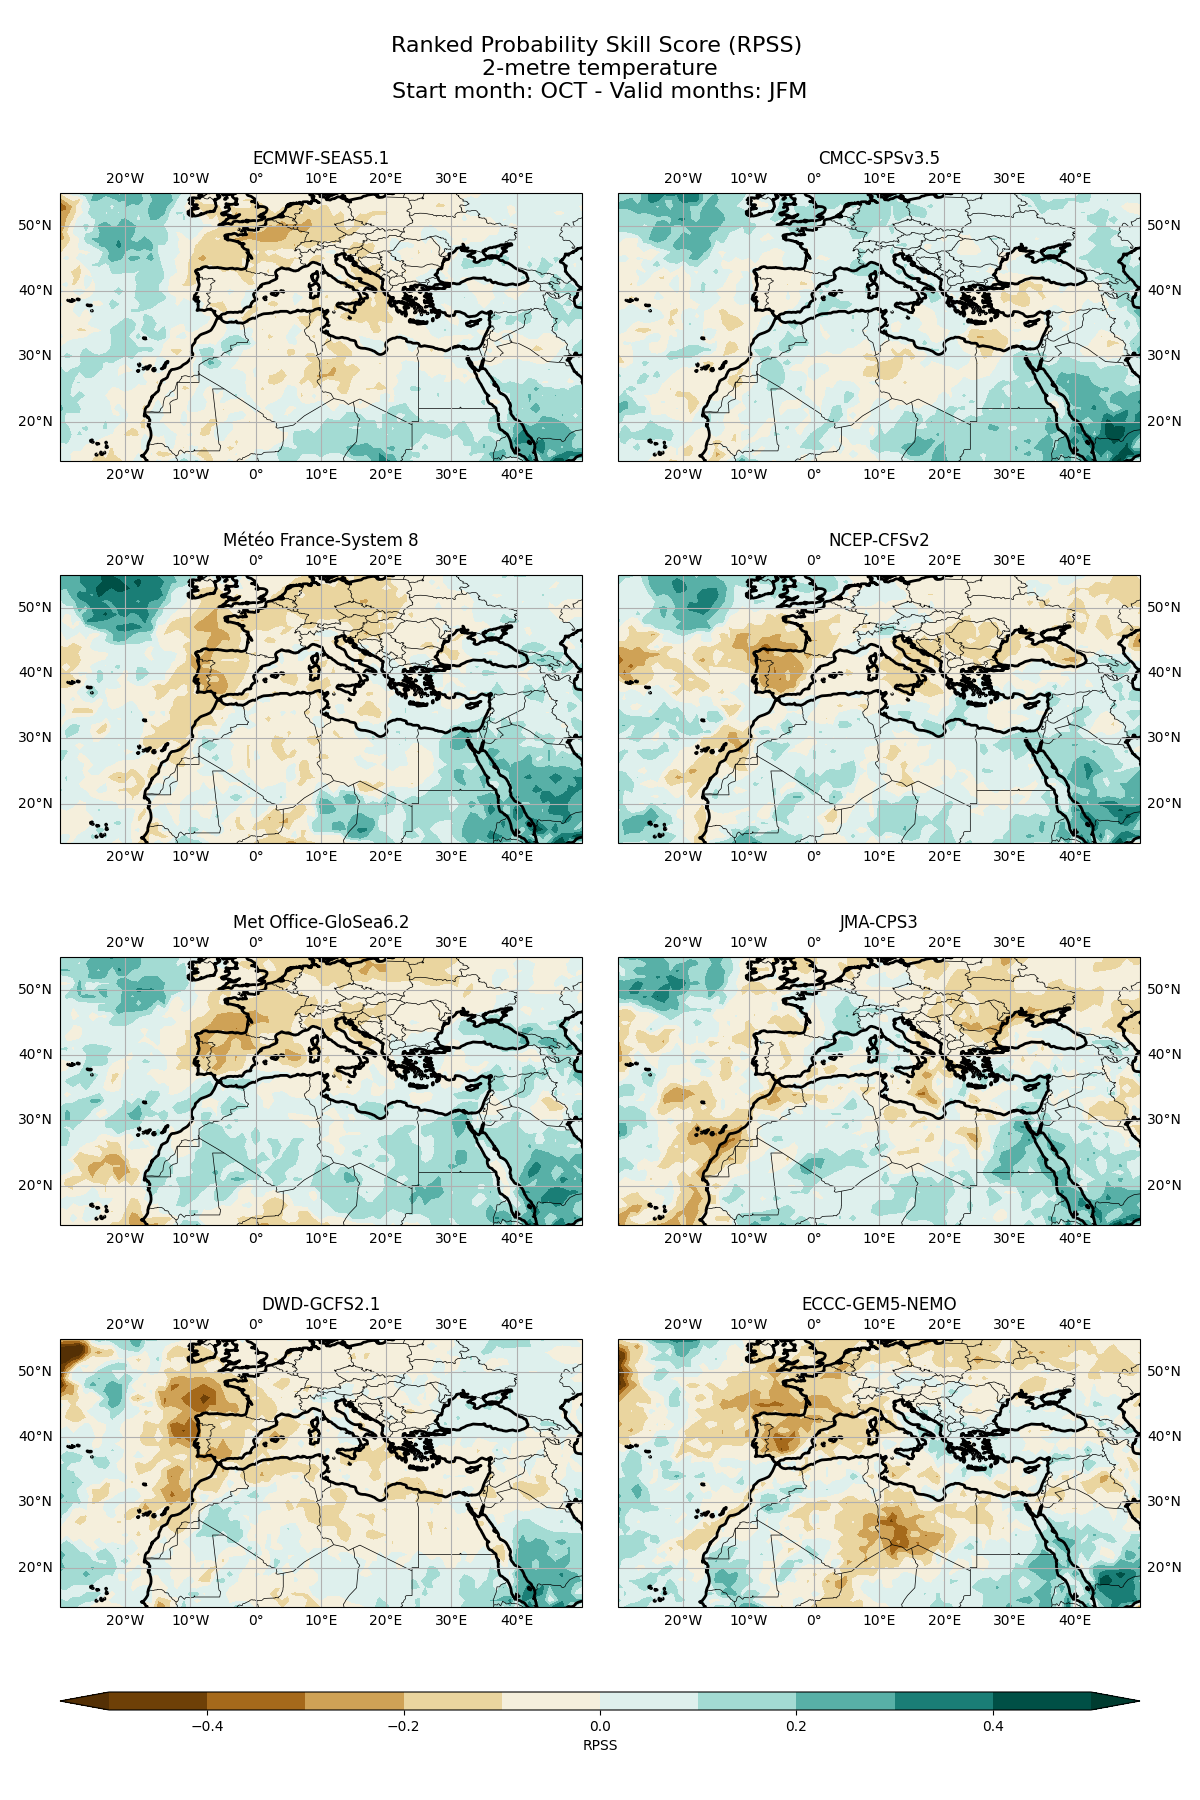 Ranked Probability Skill Score (RPSS)
2-metre temperature
Start month: OCT - Valid months: JFM
ECMWF-SEAS5.1 CMCC-SPSv3.5
20°W 10°W 0° 10°E 20°E 30°E 40°E 20°W 10°W 0° 10°E 20°E 30°E 40°E
50°N 50°N
40°N 40°N
30°N 30°N
20°N 20°N
20°W 10°W 0° 10°E 20°E 30°E 40°E 20°W 10°W 0° 10°E 20°E 30°E 40°E
Météo France-System 8 NCEP-CFSv2
20°W 10°W 0° 10°E 20°E 30°E 40°E 20°W 10°W 0° 10°E 20°E 30°E 40°E
50°N 50°N
40°N 40°N
30°N 30°N
20°N 20°N
20°W 10°W 0° 10°E 20°E 30°E 40°E 20°W 10°W 0° 10°E 20°E 30°E 40°E
Met Office-GloSea6.2 JMA-CPS3
20°W 10°W 0° 10°E 20°E 30°E 40°E 20°W 10°W 0° 10°E 20°E 30°E 40°E
50°N 50°N
40°N 40°N
30°N 30°N
20°N 20°N
20°W 10°W 0° 10°E 20°E 30°E 40°E 20°W 10°W 0° 10°E 20°E 30°E 40°E
DWD-GCFS2.1 ECCC-GEM5-NEMO
20°W 10°W 0° 10°E 20°E 30°E 40°E 20°W 10°W 0° 10°E 20°E 30°E 40°E
50°N 50°N
40°N 40°N
30°N 30°N
20°N 20°N
20°W 10°W 0° 10°E 20°E 30°E 40°E 20°W 10°W 0° 10°E 20°E 30°E 40°E
−0.4 −0.2 0.0 0.2 0.4
RPSS